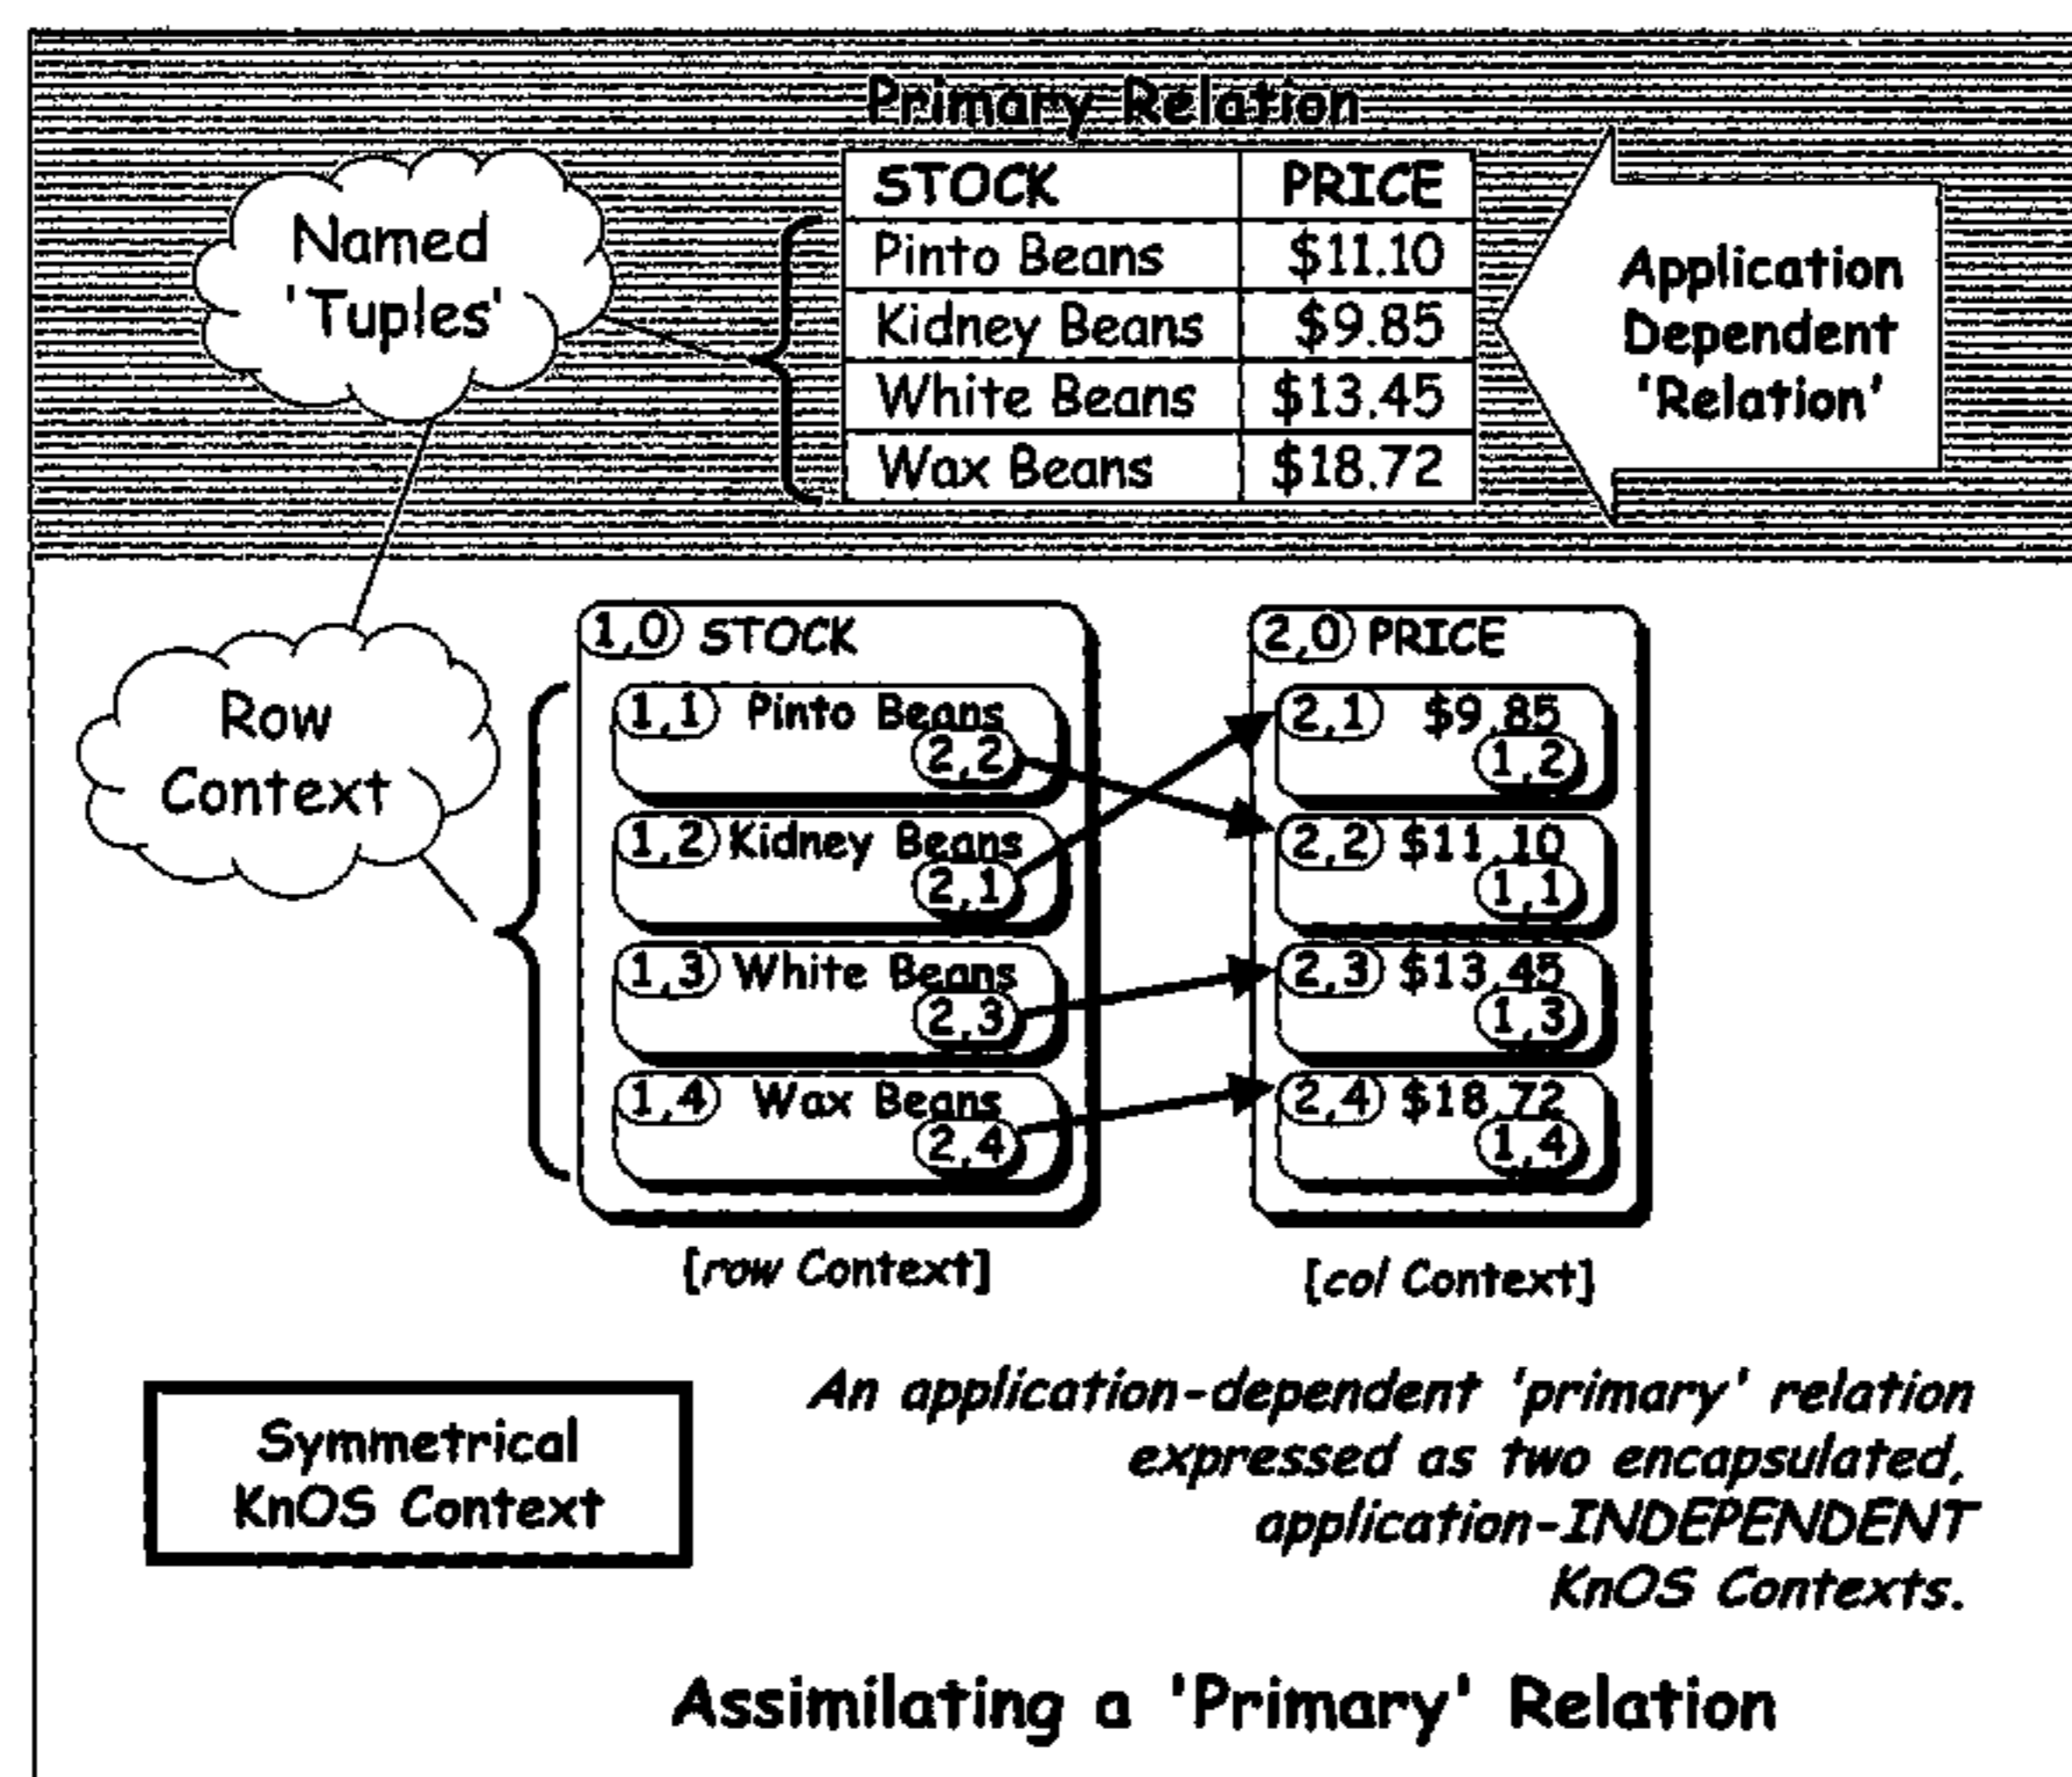 Primary Relation
Named
'Tuples'
STOCK PRICE
Pinto Beans $11.10
Kidney Beans $9.85
White Beans $13.45
Wax Beans $18.72
Application
Dependent
'Relation'
Row
Context
1,0 STOCK
1,1 Pinto Beans
2,2
1,2 Kidney Beans
2,1
1,3 White Beans
2,3
1,4 Wax Beans
2,4
[row Context]
2,0 PRICE
2,1 $9.85
1,2
2,2 $11.10
1,1
2,3 $13.45
1,3
2,4 $18.72
1,4
[col Context]
Symmetrical
KnOS Context
An application-dependent 'primary' relation
expressed as two encapsulated,
application-INDEPENDENT
KnOS Contexts.
Assimilating a 'Primary' Relation